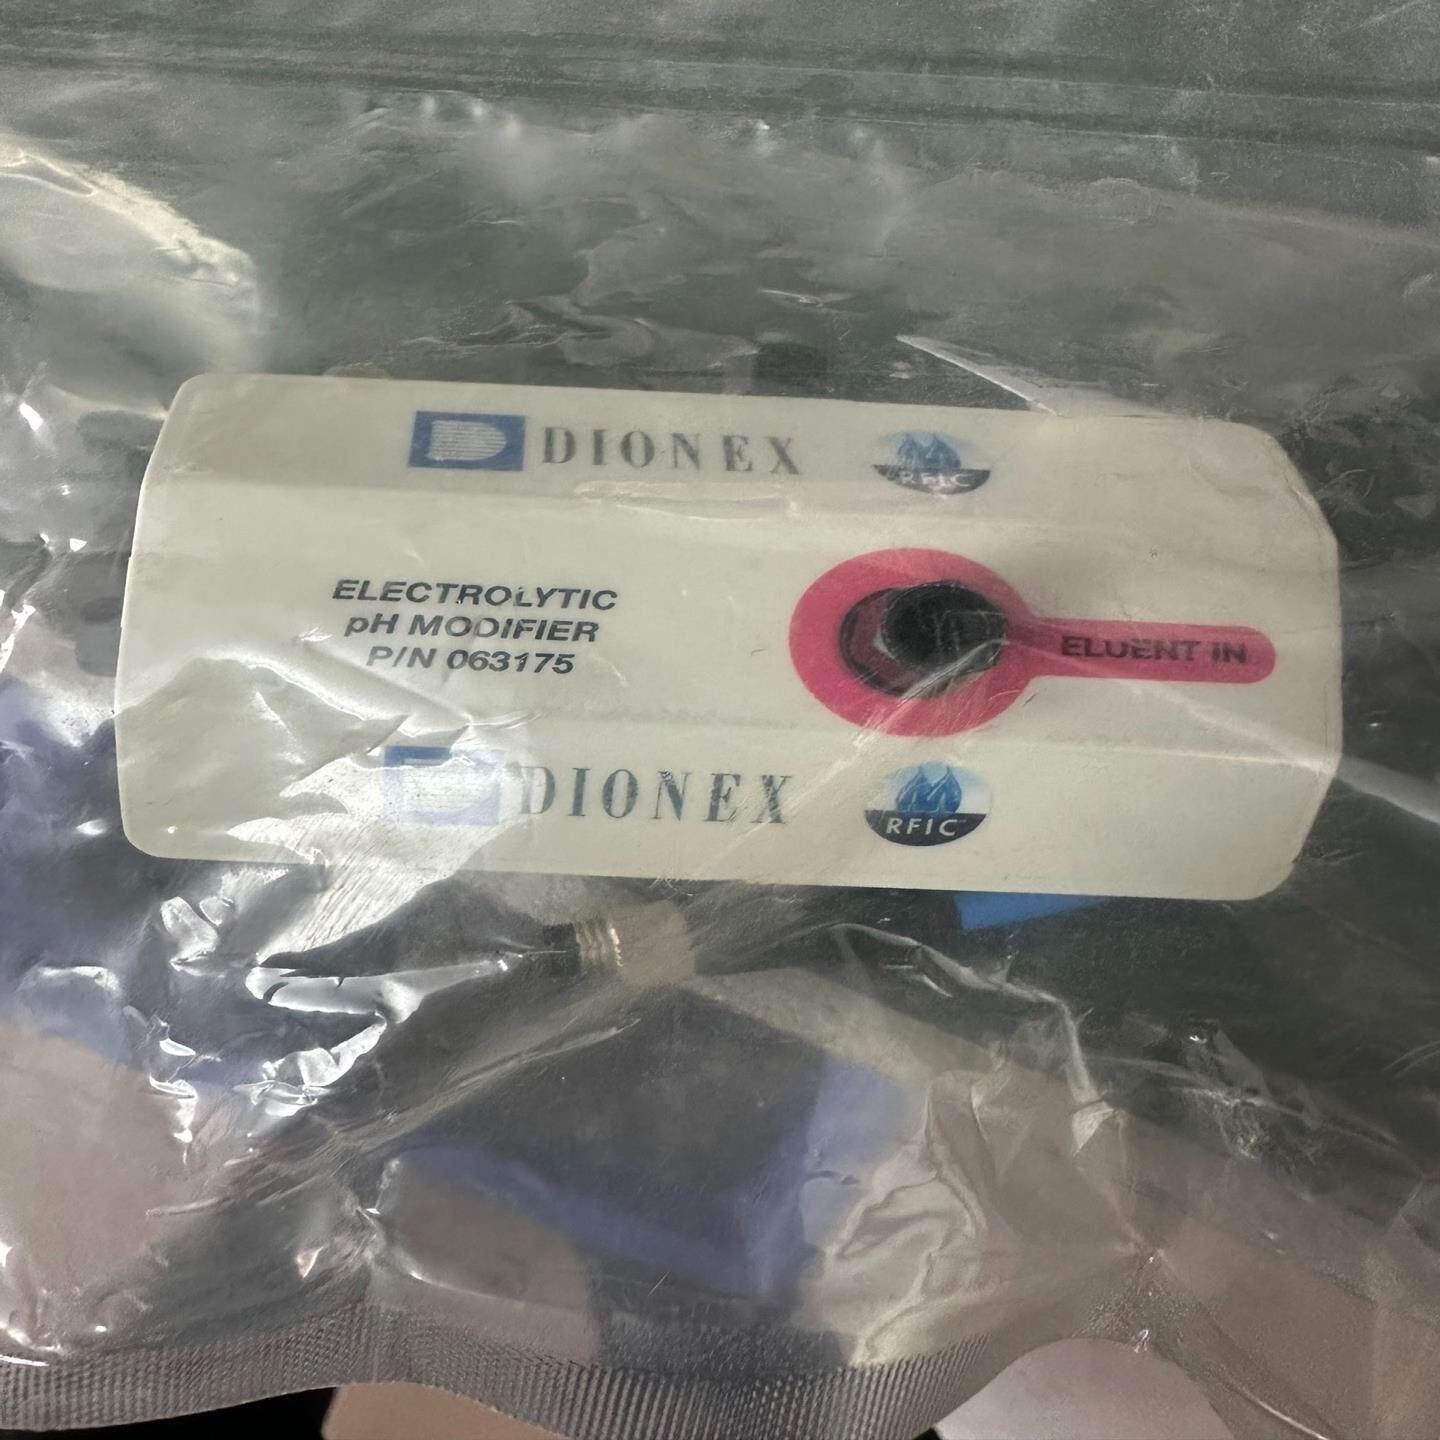 DIONEX
RFIC
ELECTROLYTIC
pH MODIFIER
P/N 063175
ELUENT IN
DIONEX
RFIC